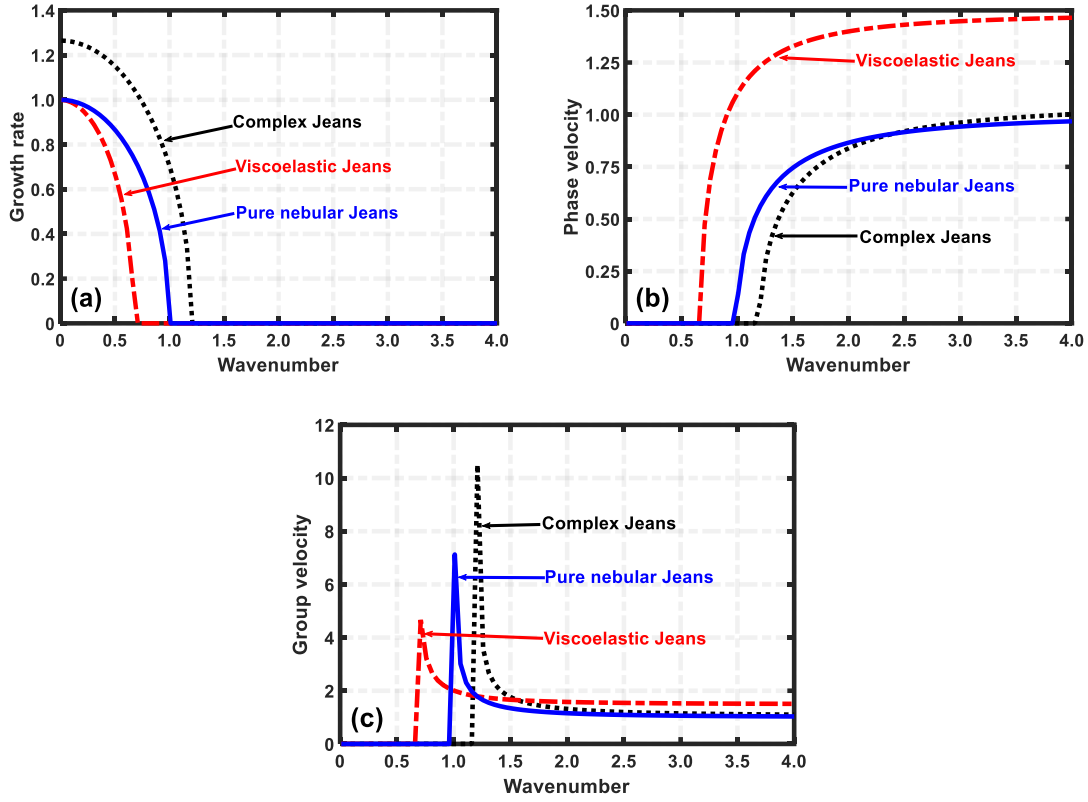 1.4
1.2
1.0
0.8
0.6
0.4
0.2
0
Growth rate
Complex Jeans
Viscoelastic Jeans
Pure nebular Jeans
(a)
0 0.5 1.0 1.5 2.0 2.5 3.0 3.5 4.0
Wavenumber
1.50
1.25
1.00
0.75
0.50
0.25
0
Phase velocity
Viscoelastic Jeans
Pure nebular Jeans
Complex Jeans
(b)
0 0.5 1.0 1.5 2.0 2.5 3.0 3.5 4.0
Wavenumber
12
10
8
6
4
2
0
Group velocity
Complex Jeans
Pure nebular Jeans
Viscoelastic Jeans
(c)
0 0.5 1.0 1.5 2.0 2.5 3.0 3.5 4.0
Wavenumber